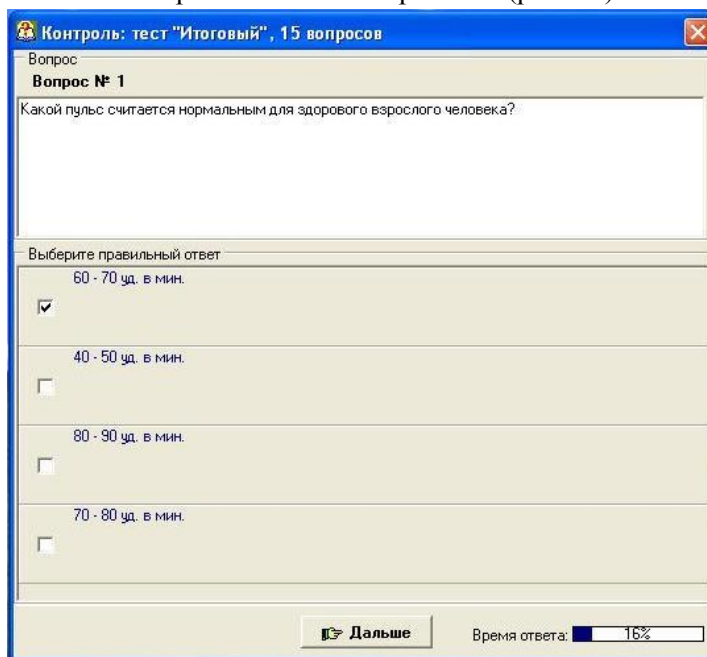 Контроль: тест "Итоговый", 15 вопросов
Вопрос
Вопрос № 1
Какой пульс считается нормальным для здорового взрослого человека?
Выберите правильный ответ
60 - 70 уд. в мин.
40 - 50 уд. в мин.
80 - 90 уд. в мин.
70 - 80 уд. в мин.
Дальше
Время ответа: 16%